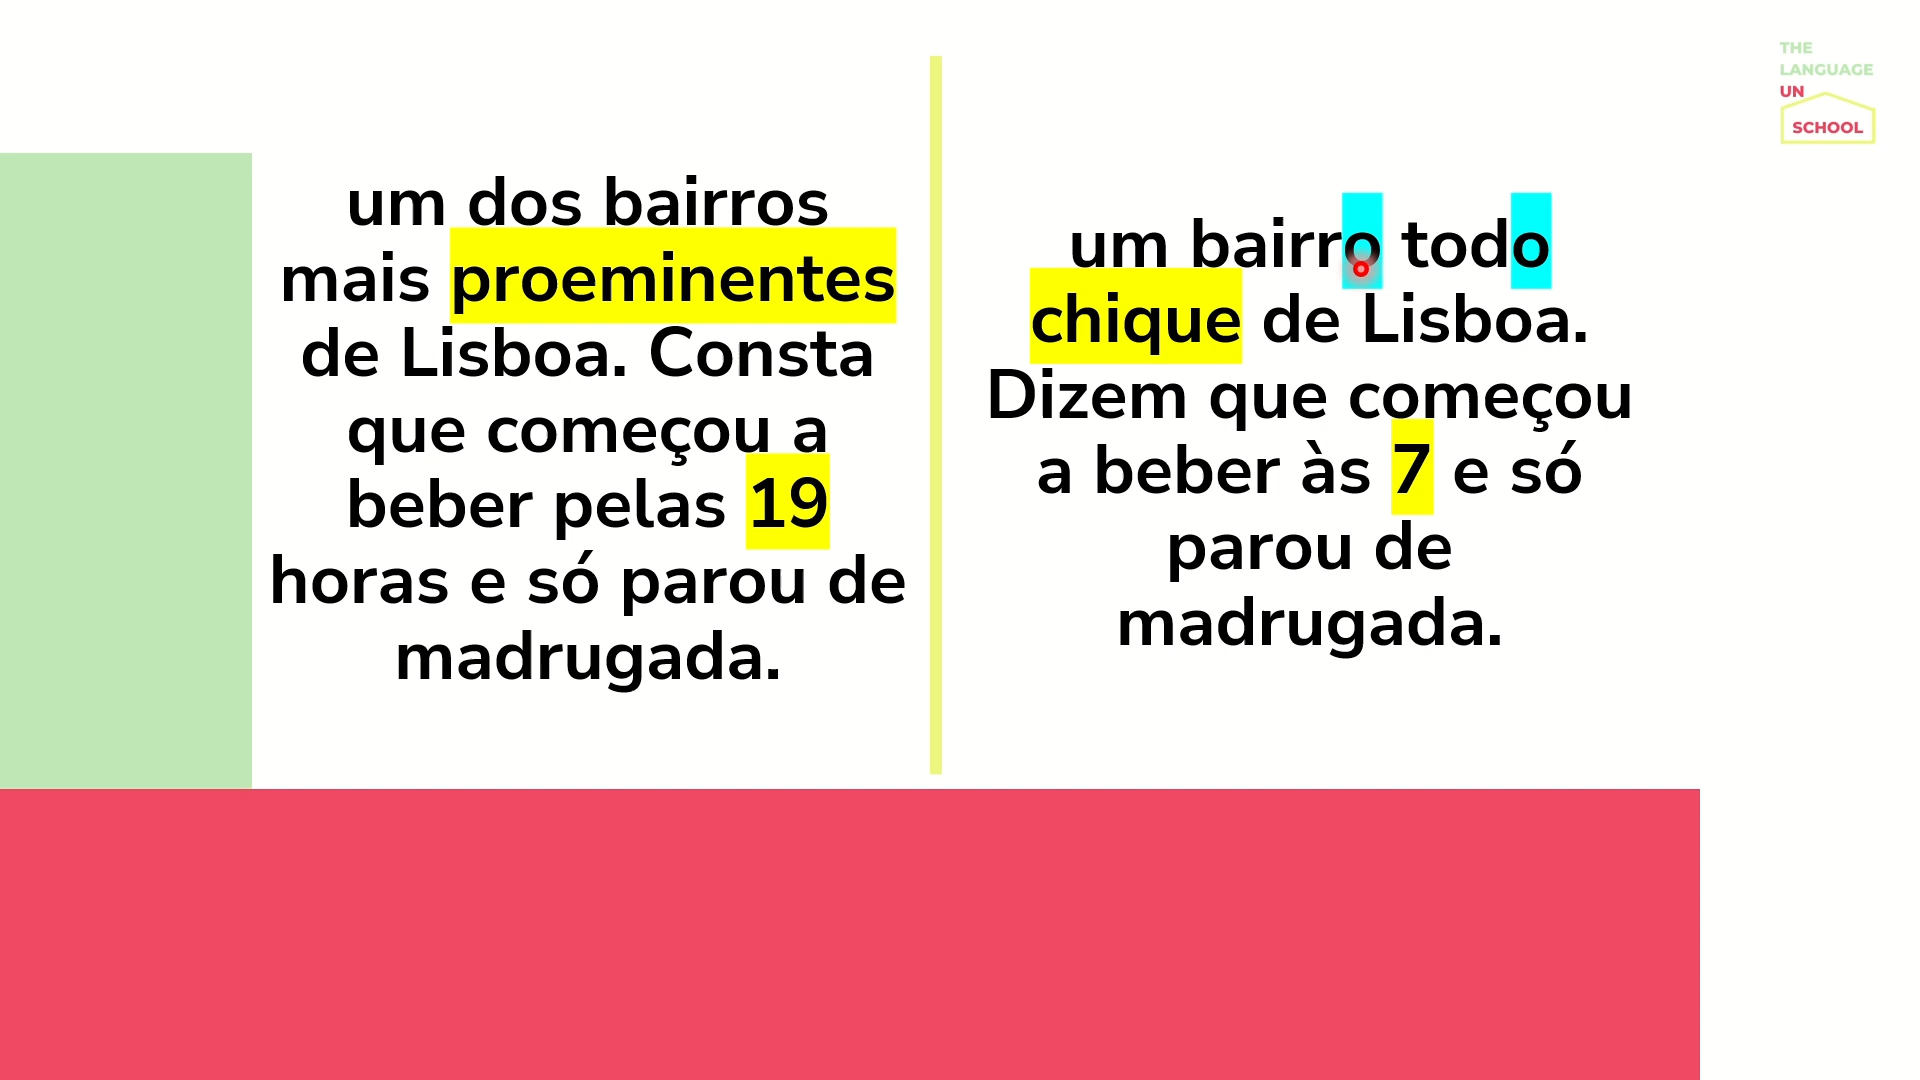 THE
LANGUAGE
UN
SCHOOL
um dos bairros
mais proeminentes
de Lisboa. Consta
que começou a
beber pelas 19
horas e só parou de
madrugada.
um bairro todo
chique de Lisboa.
Dizem que começou
a beber às 7 e só
parou de
madrugada.